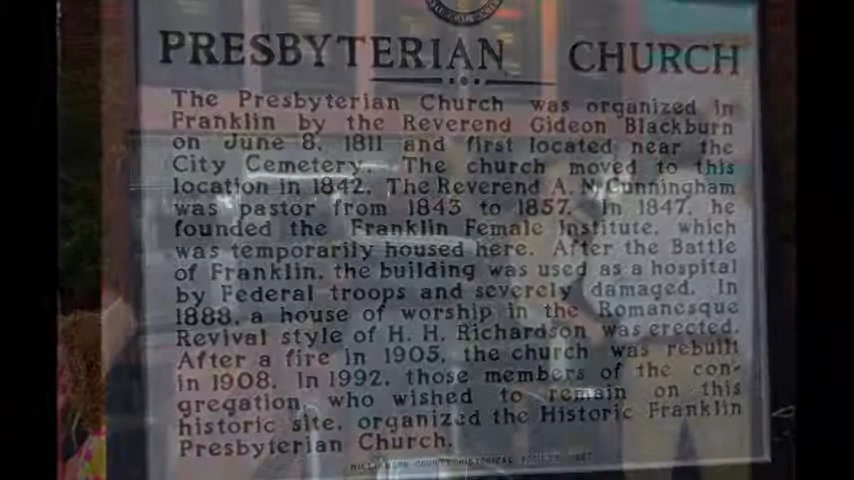 PRESBYTERIAN CHURCH
The Presbyterian Church was organized in
Franklin by the Reverend Gideon Blackburn
on June 8, 1811 and first located near the
City Cemetery. The church moved to this
location in 1842. The Reverend A. N. Cunningham
was pastor from 1843 to 1857. In 1847, he
founded the Franklin Female Institute, which
was temporarily housed here. After the Battle
of Franklin, the building was used as a hospital
by Federal troops and severely damaged. In
1888, a house of worship in the Romanesque
Revival style of H. H. Richardson was erected.
After a fire in 1905, the church was rebuilt
in 1908. In 1992, those members of the con-
gregation, who wished to remain on this
historic site, organized the Historic Franklin
Presbyterian Church.
WILLIAMSON COUNTY HISTORICAL SOCIETY